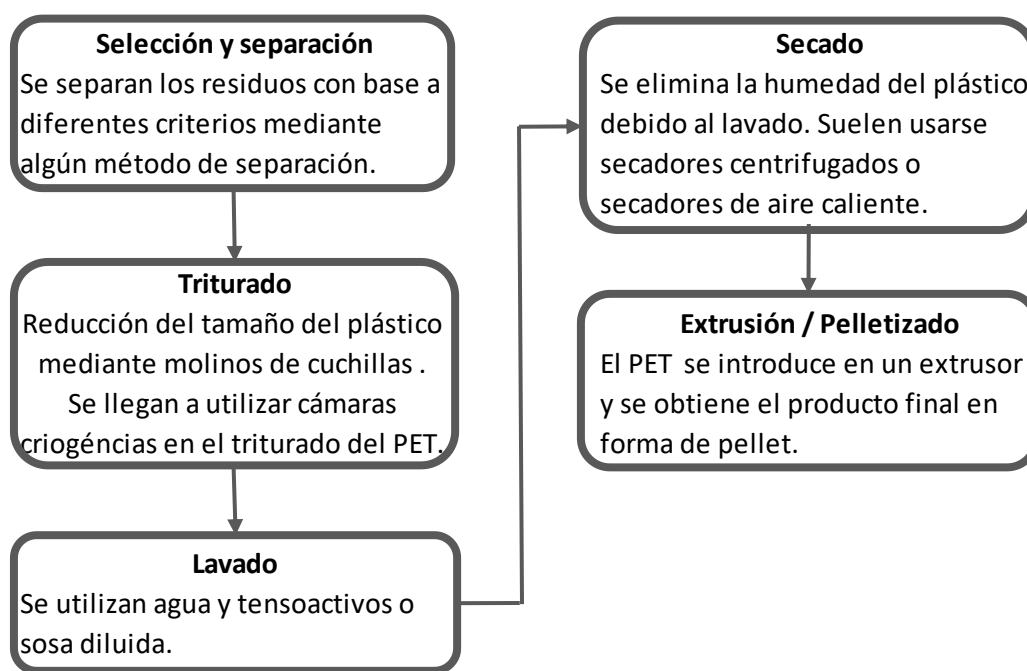 Selección y separación
Se separan los residuos con base a
diferentes criterios mediante
algún método de separación.
Triturado
Reducción del tamaño del plástico
mediante molinos de cuchillas .
Se llegan a utilizar cámaras
criogéncias en el triturado del PET.
Lavado
Se utilizan agua y tensoactivos o
sosa diluida.
Secado
Se elimina la humedad del plástico
debido al lavado. Suelen usarse
secadores centrifugados o
secadores de aire caliente.
Extrusión / Pelletizado
El PET se introduce en un extrusor
y se obtiene el producto final en
forma de pellet.